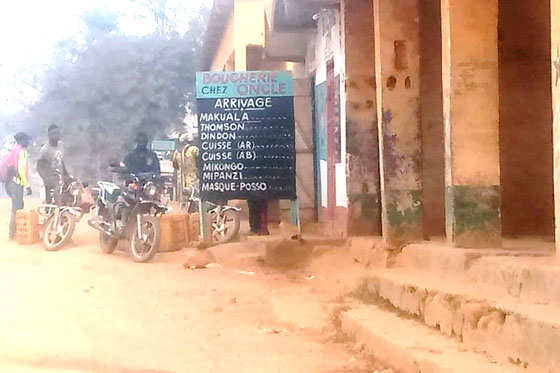 BOUCHERIE
CHEZ ONCLE
ARRIVAGE
MAKUALA
THOMSON
DINDON
CUISSE (AR)
CUISSE (AB)
MIKONGO
MIPANZI
MASQUE-POSSO